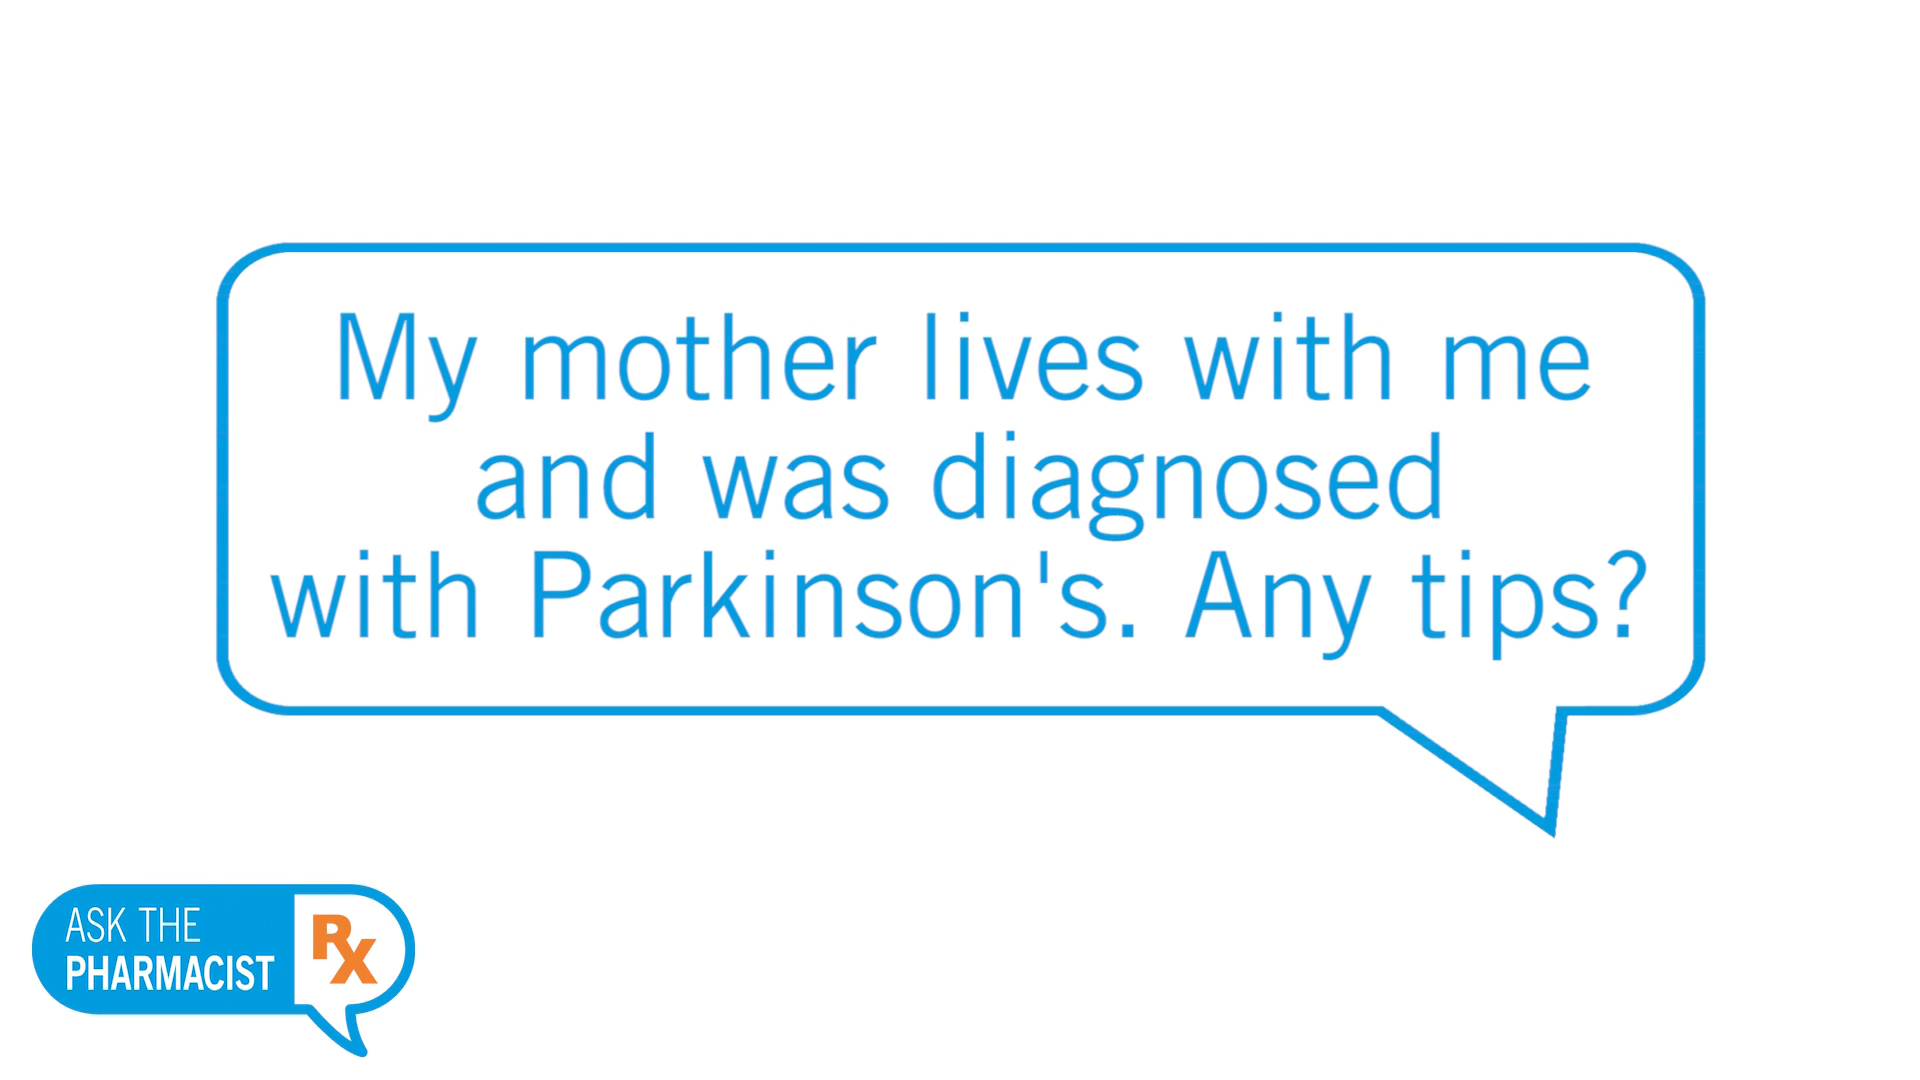 My mother lives with me
and was diagnosed
with Parkinson's. Any tips?
ASK THE
PHARMACIST
Rx